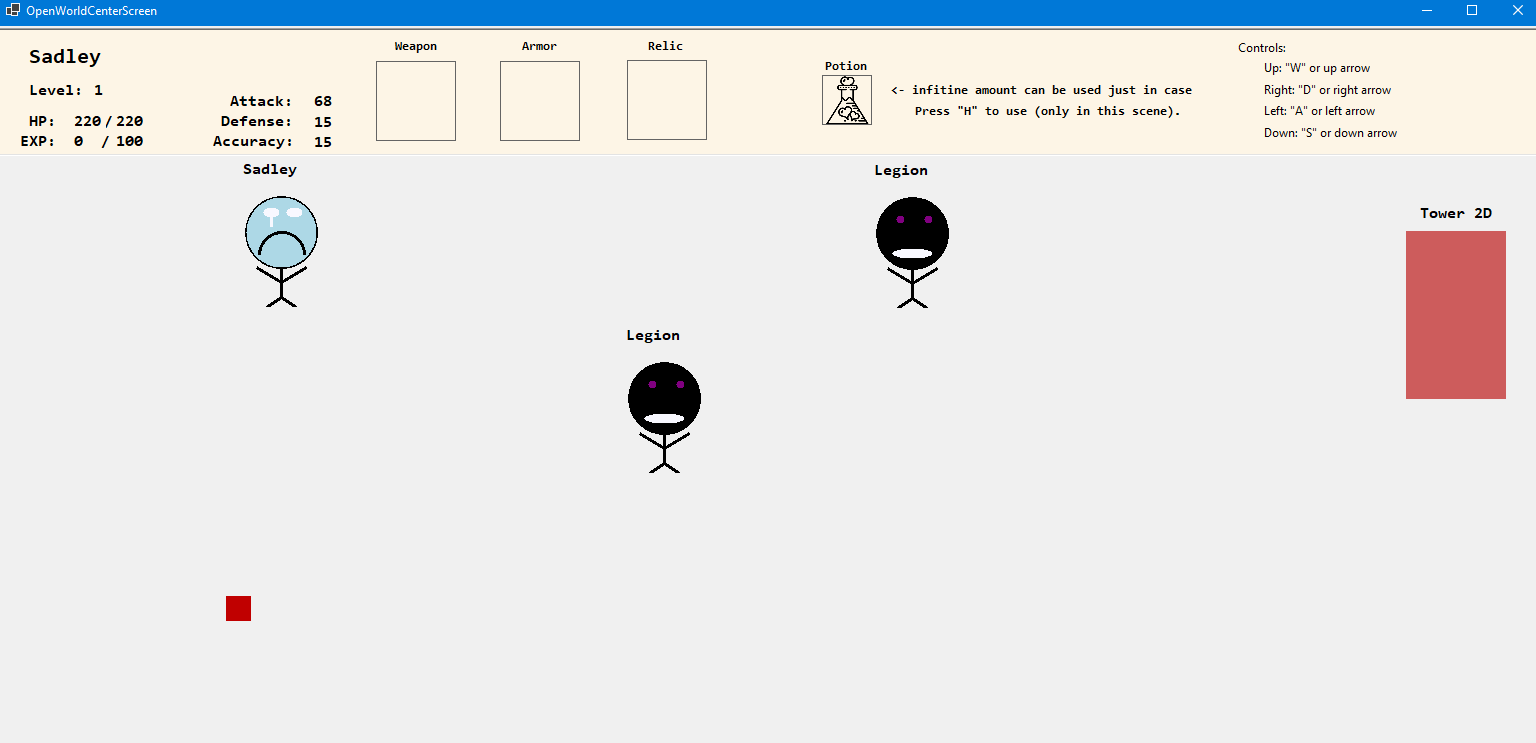 OpenWorldCenterScreen
Sadley
Level: 1
HP: 220 / 220
EXP: 0 / 100
Attack: 68
Defense: 15
Accuracy: 15
Weapon
Armor
Relic
Potion
<- infitine amount can be used just in case
Press "H" to use (only in this scene).
Controls:
Up: "W" or up arrow
Right: "D" or right arrow
Left: "A" or left arrow
Down: "S" or down arrow
Sadley
Legion
Tower 2D
Legion